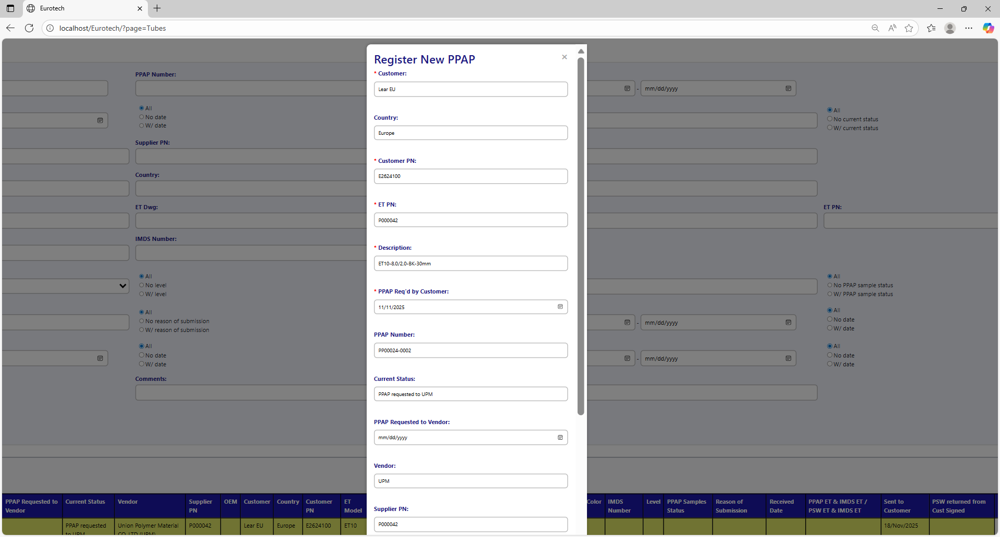 Eurotech
localhost/Eurotech/?page=Tubes
Register New PPAP
* Customer:
Lear EU
Country:
Europe
* Customer PN:
E2624100
* ET PN:
P000042
* Description:
ET10-8.0/2.0-BK-30mm
* PPAP Req'd by Customer:
11/11/2025
PPAP Number:
PP00024-0002
Current Status:
PPAP requested to UPM
PPAP Requested to Vendor:
mm/dd/yyyy
Vendor:
UPM
Supplier PN:
P000042
PPAP Number:
- mm/dd/yyyy
All
No date
W/ date
All
No current status
W/ current status
Supplier PN:
Country:
ET Dwg:
ET PN:
IMDS Number:
All
No level
W/ level
All
No PPAP sample status
W/ PPAP sample status
All
No reason of submission
W/ reason of submission
- mm/dd/yyyy
All
No date
W/ date
All
No date
W/ date
- mm/dd/yyyy
All
No date
W/ date
Comments:
PPAP Requested to Vendor
Current Status
Vendor
Supplier PN
OEM
Customer
Country
Customer PN
ET Model
Color
IMDS Number
Level
PPAP Samples Status
Reason of Submission
Received Date
PPAP ET & IMDS ET / PSW ET & IMDS ET
Sent to Customer
PSW returned from Cust Signed
PPAP requested to UPM
Union Polymer Material CO.,LTD (UPM)
P000042
Lear EU
Europe
E2624100
ET10
18/Nov/2025